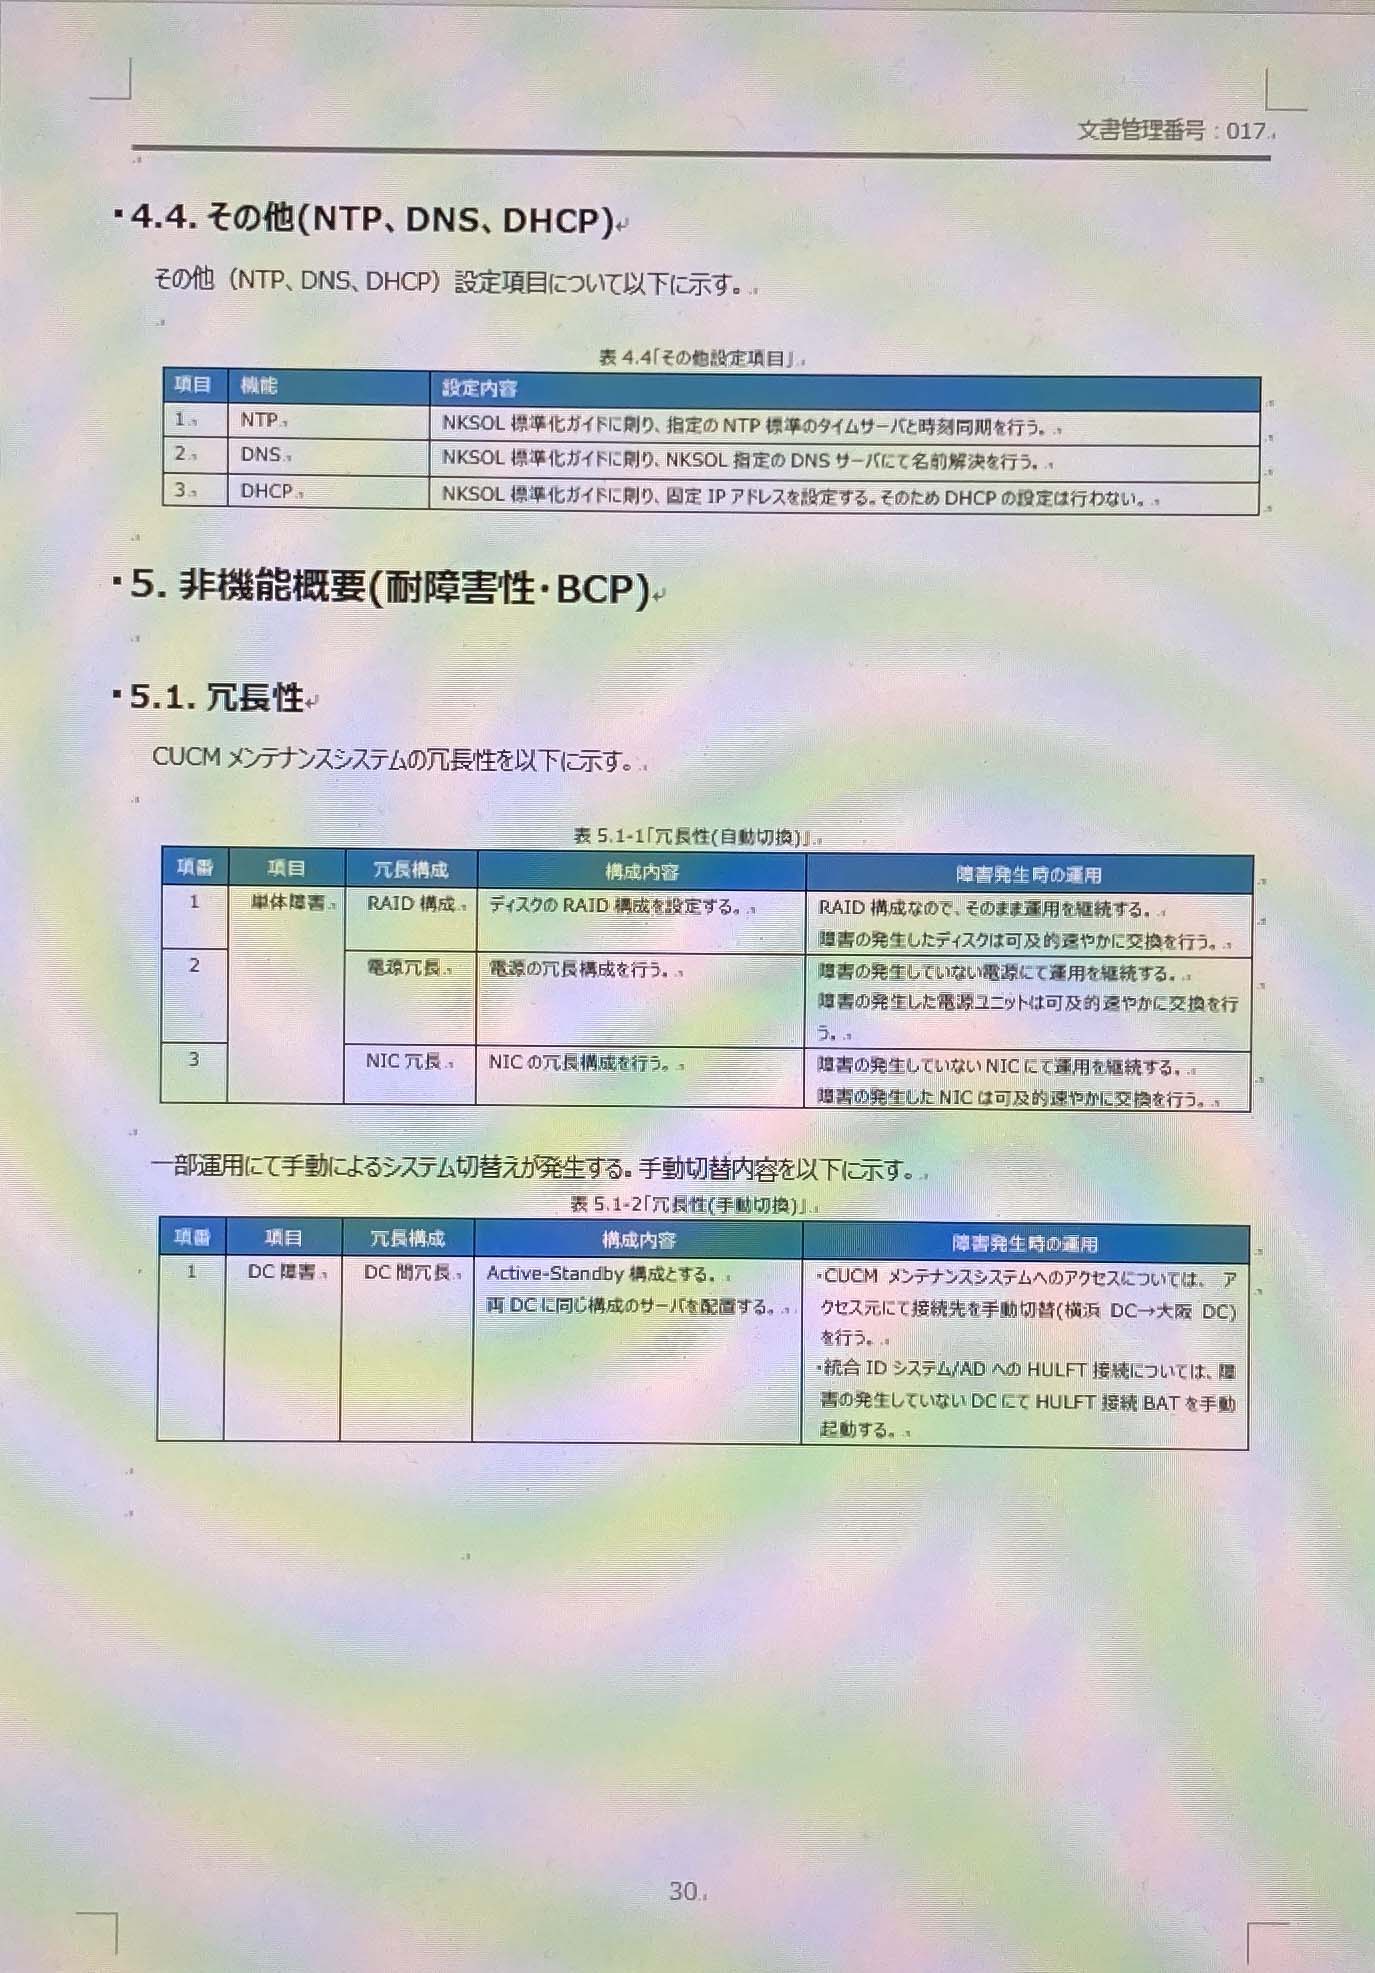 文書管理番号：017
4.4. その他(NTP、DNS、DHCP)
その他（NTP、DNS、DHCP）設定項目について以下に示す。
表 4.4「その他設定項目」
項目 機能 設定内容
1 NTP NKSOL 標準化ガイドに則り、指定の NTP 標準のタイムサーバと時刻同期を行う。
2 DNS NKSOL 標準化ガイドに則り、NKSOL 指定の DNS サーバにて名前解決を行う。
3 DHCP NKSOL 標準化ガイドに則り、固定 IP アドレスを設定する。そのため DHCP の設定は行わない。
5. 非機能概要(耐障害性・BCP)
5.1. 冗長性
CUCM メンテナンスシステムの冗長性を以下に示す。
表 5.1-1「冗長性(自動切換)」
項番 項目 冗長構成 構成内容 障害発生時の運用
1 単体障害 RAID 構成 ディスクの RAID 構成を設定する。 RAID 構成なので、そのまま運用を継続する。
障害の発生したディスクは可及的速やかに交換を行う。
2 電源冗長 電源の冗長構成を行う。 障害の発生していない電源にて運用を継続する。
障害の発生した電源ユニットは可及的速やかに交換を行
う。
3 NIC 冗長 NIC の冗長構成を行う。 障害の発生していない NIC にて運用を継続する。
障害の発生した NIC は可及的速やかに交換を行う。
一部運用にて手動によるシステム切替えが発生する。手動切替内容を以下に示す。
表 5.1-2「冗長性(手動切換)」
項番 項目 冗長構成 構成内容 障害発生時の運用
1 DC 障害 DC 間冗長 Active-Standby 構成とする。 ・CUCM メンテナンスシステムへのアクセスについては、 ア
両 DC に同じ構成のサーバを配置する。 クセス元にて接続先を手動切替(横浜 DC→大阪 DC)
を行う。
・統合 ID システム/AD への HULFT 接続については、障
害の発生していない DC にて HULFT 接続 BAT を手動
起動する。
30